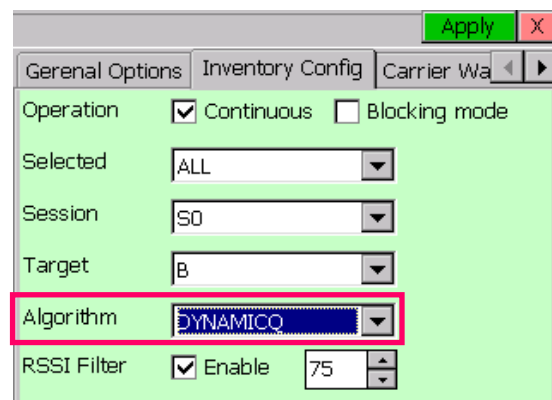 Apply X
Gerenal Options Inventory Config Carrier Wa
Operation Continuous Blocking mode
Selected ALL
Session S0
Target B
Algorithm DYNAMICQ
RSSI Filter Enable 75